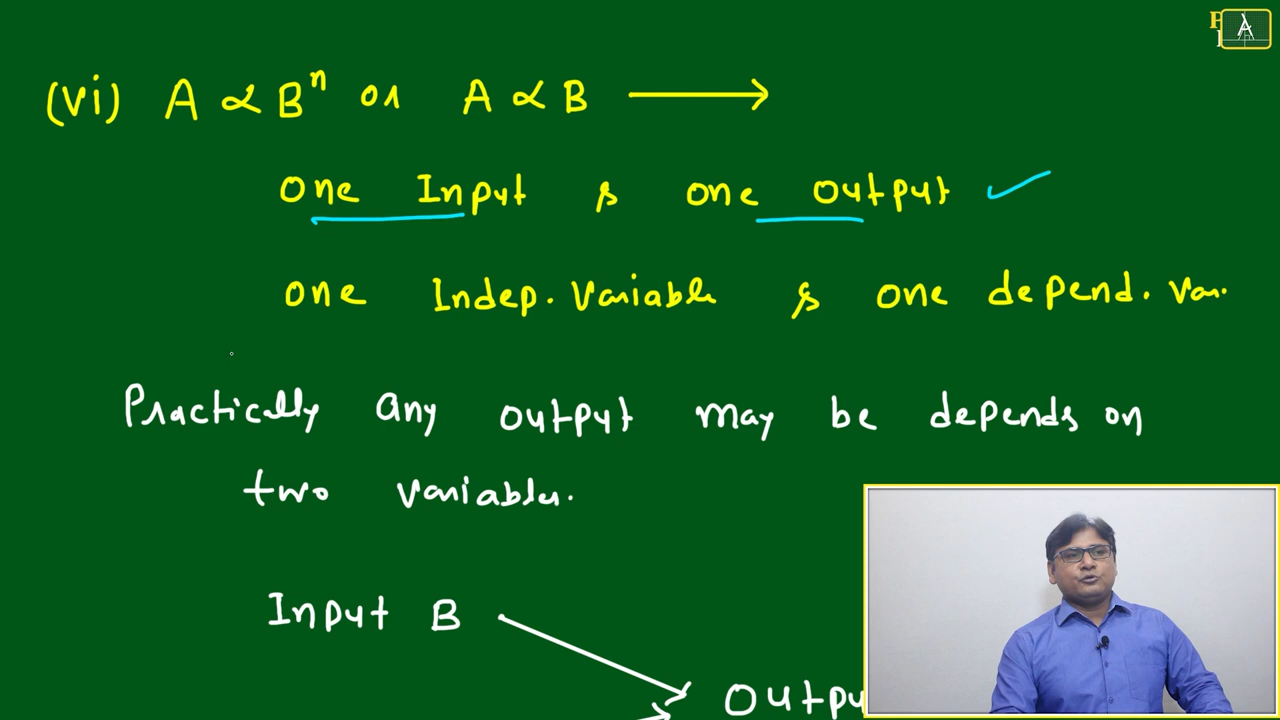 (vi) A ∝ Bⁿ or A ∝ B →
one Input & one output ✓
one Indep. variable & one depend. var.
Practically any output may be depends on
two variables.
Input B
Outpu